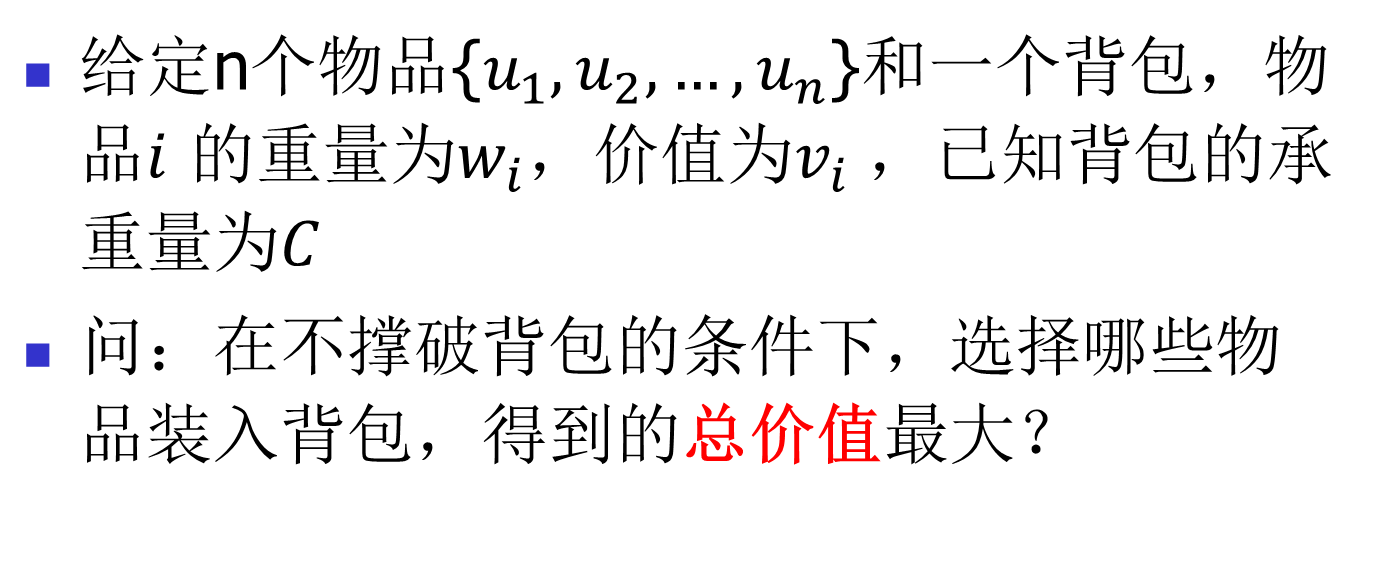 给定n个物品{𝑢₁, 𝑢₂, … , 𝑢ₙ}和一个背包，物
品𝑖 的重量为𝑤ᵢ，价值为𝑣ᵢ ，已知背包的承
重量为𝐶
问：在不撑破背包的条件下，选择哪些物
品装入背包，得到的总价值最大？